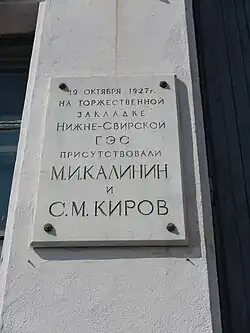 19 ОКТЯБРЯ 1927г.
НА ТОРЖЕСТВЕННОЙ
ЗАКЛАДКЕ
НИЖНЕ-СВИРСКОЙ
ГЭС
ПРИСУТСТВОВАЛИ
М.И.КАЛИНИН
И
С.М.КИРОВ